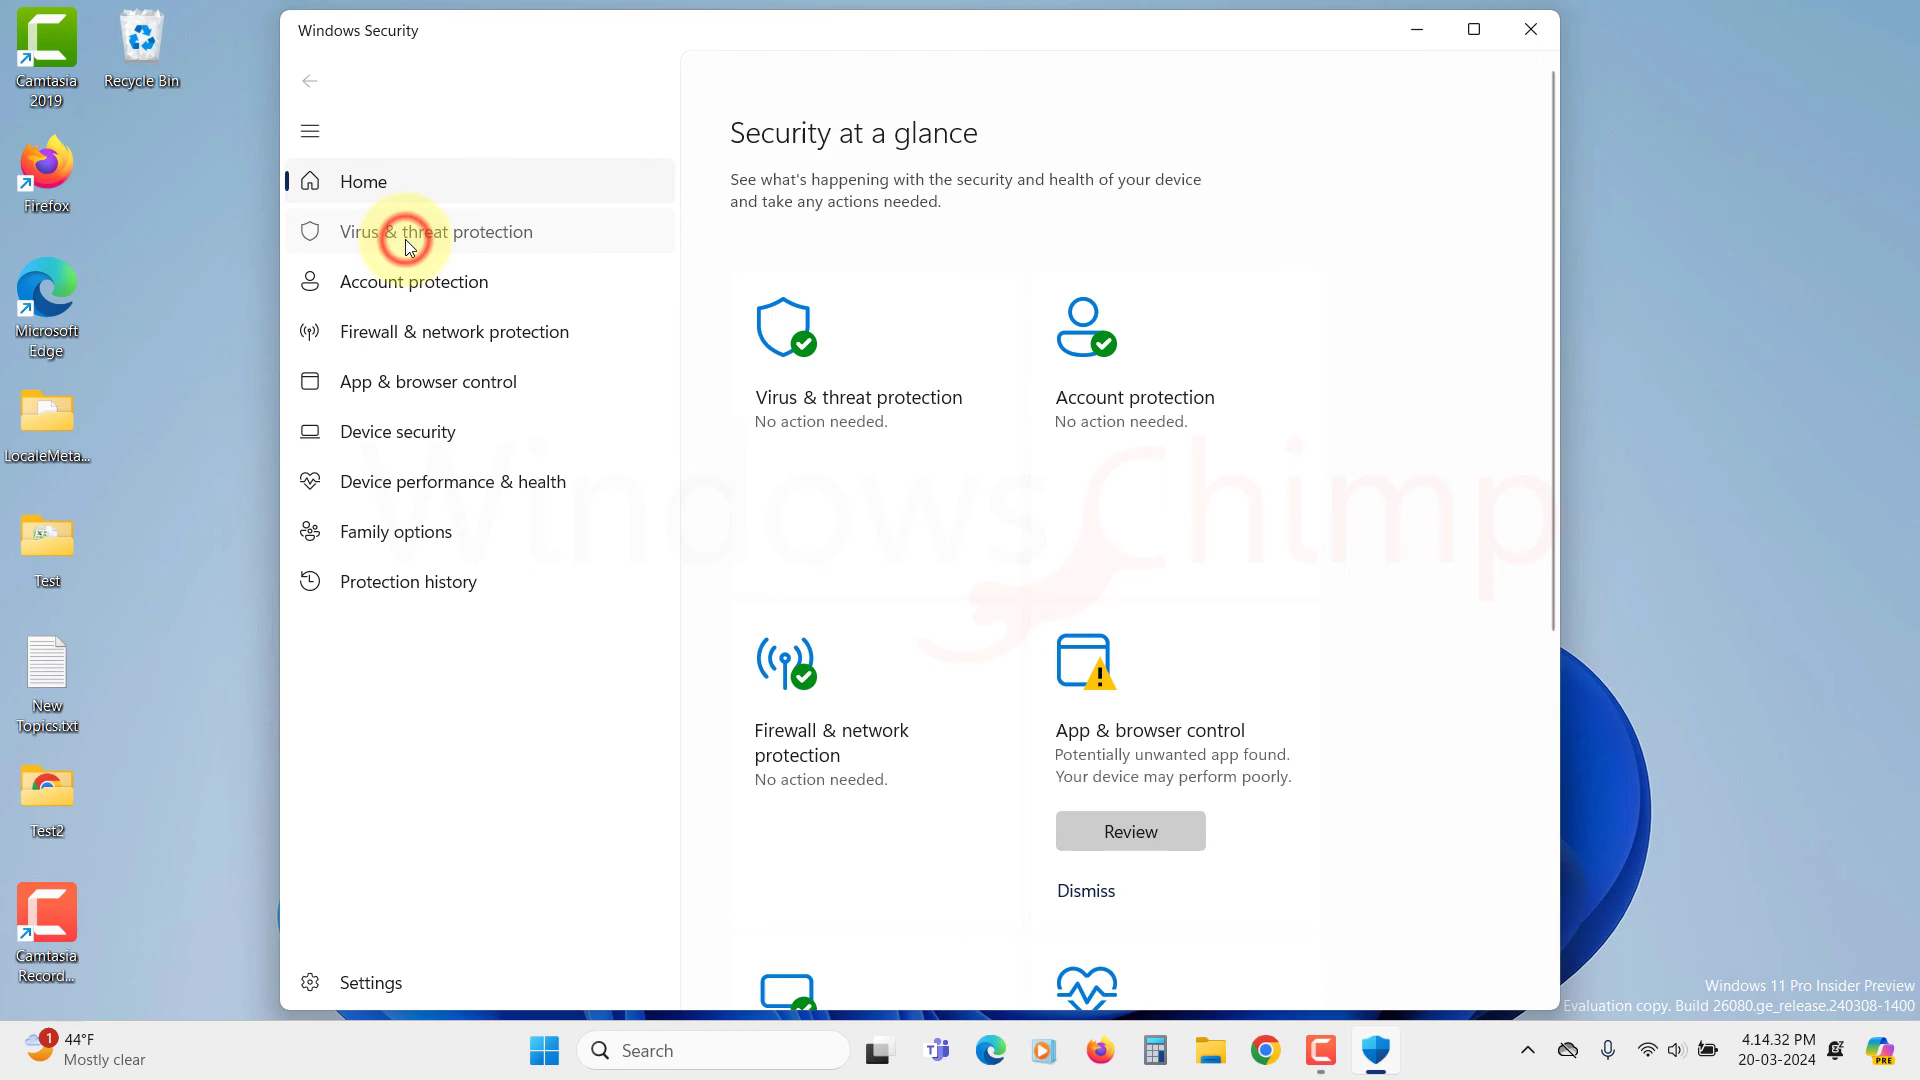 Camtasia
2019
Recycle Bin
Firefox
Microsoft
Edge
LocaleMeta...
Test
New
Topics.txt
Test2
Camtasia
Record...
Windows Security
Home
Virus & threat protection
Account protection
Firewall & network protection
App & browser control
Device security
Device performance & health
Family options
Protection history
Settings
Security at a glance
See what's happening with the security and health of your device
and take any actions needed.
Virus & threat protection
No action needed.
Account protection
No action needed.
WindowsChimp
Firewall & network
protection
No action needed.
App & browser control
Potentially unwanted app found.
Your device may perform poorly.
Review
Dismiss
Windows 11 Pro Insider Preview
Evaluation copy. Build 26080.ge_release.240308-1400
1
44°F
Mostly clear
Search
4.14.32 PM
20-03-2024
PRE